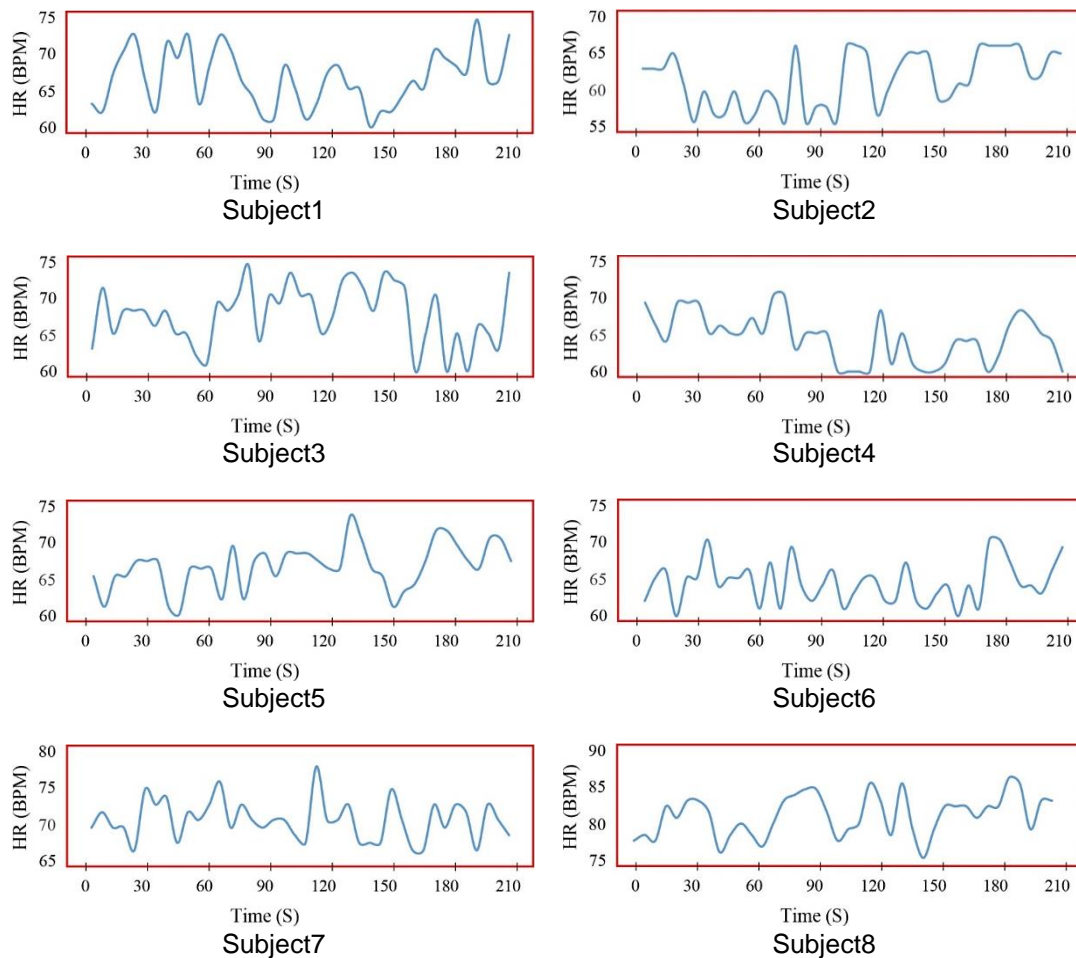 HR (BPM)
75
70
65
60
0 30 60 90 120 150 180 210
Time (S)
Subject1
HR (BPM)
70
65
60
55
0 30 60 90 120 150 180 210
Time (S)
Subject2
HR (BPM)
75
70
65
60
0 30 60 90 120 150 180 210
Time (S)
Subject3
HR (BPM)
75
70
65
60
0 30 60 90 120 150 180 210
Time (S)
Subject4
HR (BPM)
75
70
65
60
0 30 60 90 120 150 180 210
Time (S)
Subject5
HR (BPM)
75
70
65
60
0 30 60 90 120 150 180 210
Time (S)
Subject6
HR (BPM)
80
75
70
65
0 30 60 90 120 150 180 210
Time (S)
Subject7
HR (BPM)
90
85
80
75
0 30 60 90 120 150 180 210
Time (S)
Subject8